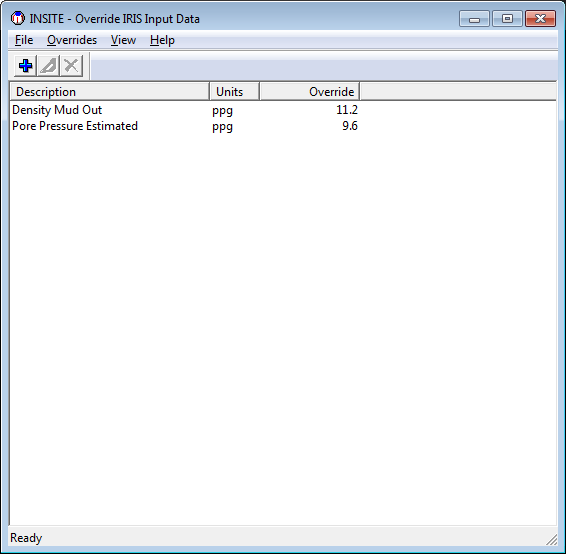 INSITE - Override IRIS Input Data
File Overrides View Help
Description Units Override
Density Mud Out ppg 11.2
Pore Pressure Estimated ppg 9.6
Ready